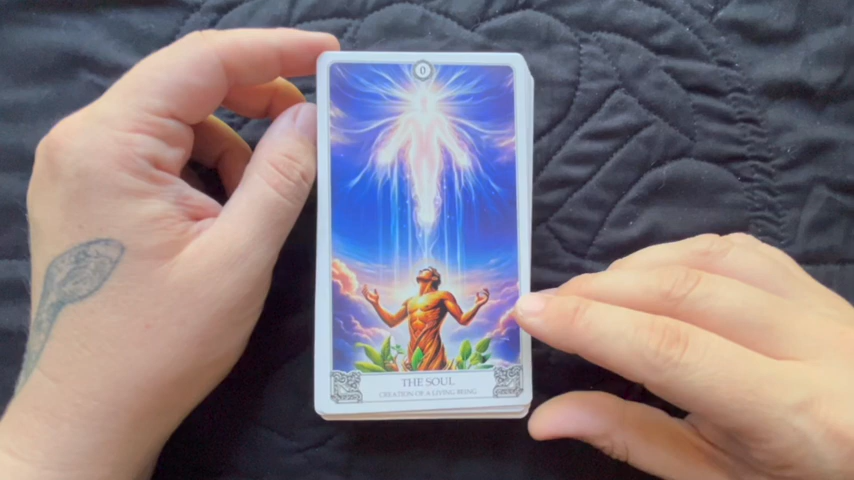 0
THE SOUL
CREATION OF A LIVING BEING